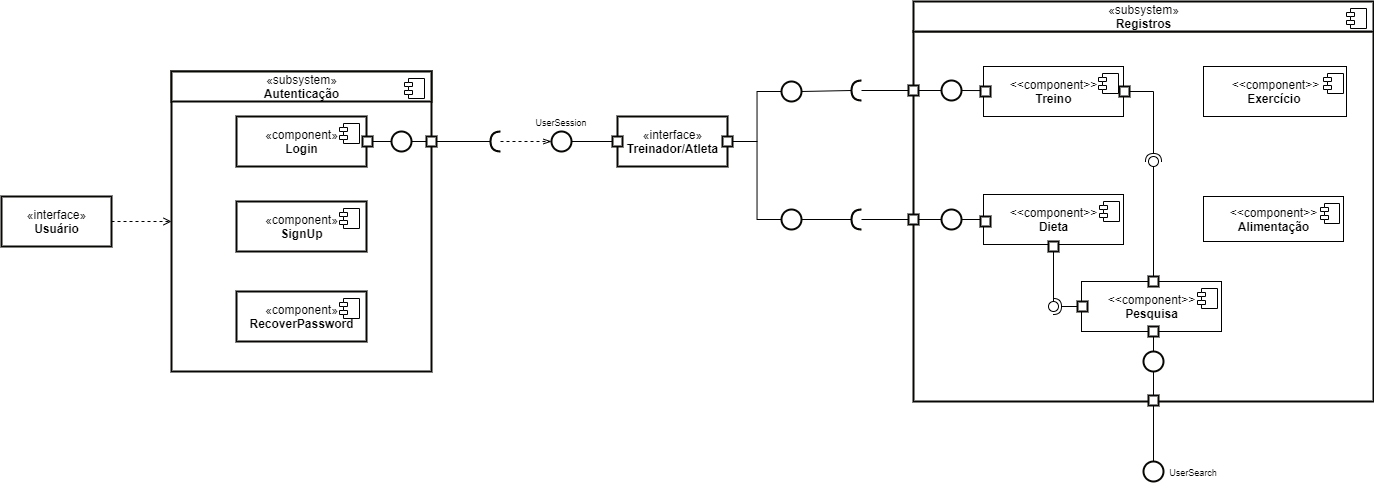 «interface»
Usuário
«subsystem»
Autenticação
«component»
Login
«component»
SignUp
«component»
RecoverPassword
UserSession
«interface»
Treinador/Atleta
«subsystem»
Registros
<<component>>
Treino
<<component>>
Exercício
<<component>>
Dieta
<<component>>
Alimentação
<<component>>
Pesquisa
UserSearch